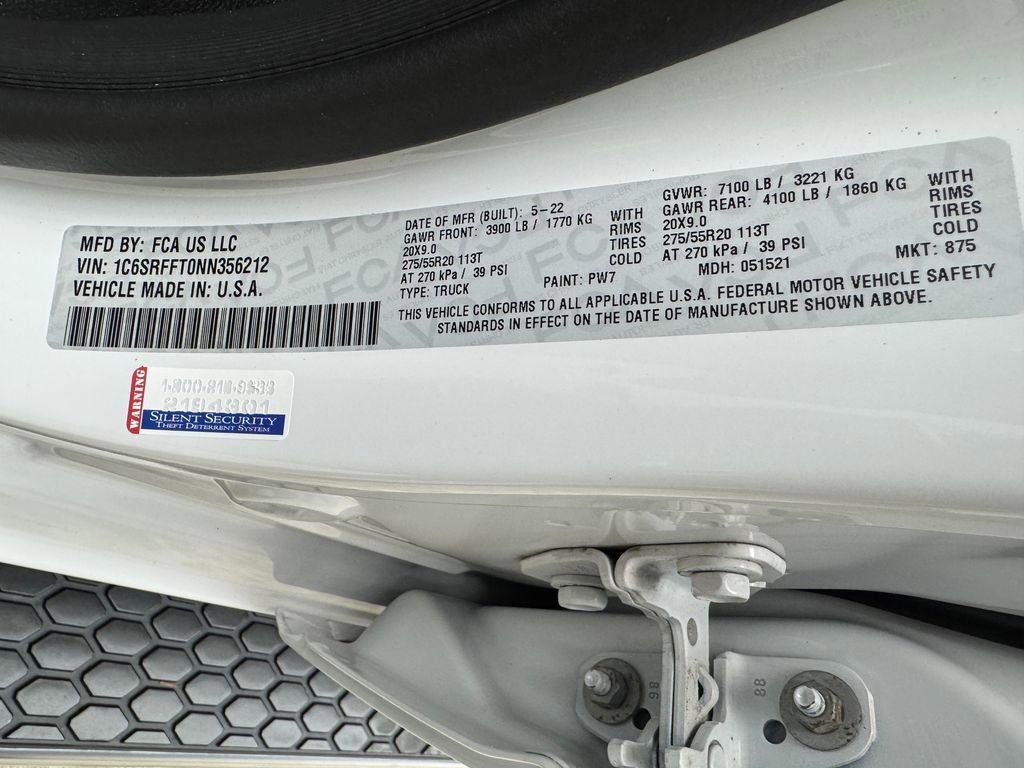 MFD BY: FCA US LLC
VIN: 1C6SRFFT0NN356212
VEHICLE MADE IN: U.S.A.
DATE OF MFR (BUILT): 5-22
GAWR FRONT: 3900 LB / 1770 KG WITH
20X9.0 RIMS
275/55R20 113T TIRES
AT 270 kPa / 39 PSI COLD
TYPE: TRUCK PAINT: PW7
GVWR: 7100 LB / 3221 KG
GAWR REAR: 4100 LB / 1860 KG WITH
20X9.0 RIMS
275/55R20 113T TIRES
AT 270 kPa / 39 PSI COLD
MDH: 051521 MKT: 875
THIS VEHICLE CONFORMS TO ALL APPLICABLE U.S.A. FEDERAL MOTOR VEHICLE SAFETY
STANDARDS IN EFFECT ON THE DATE OF MANUFACTURE SHOWN ABOVE.
WARNING
SILENT SECURITY
THEFT DETERRENT SYSTEM
98
88